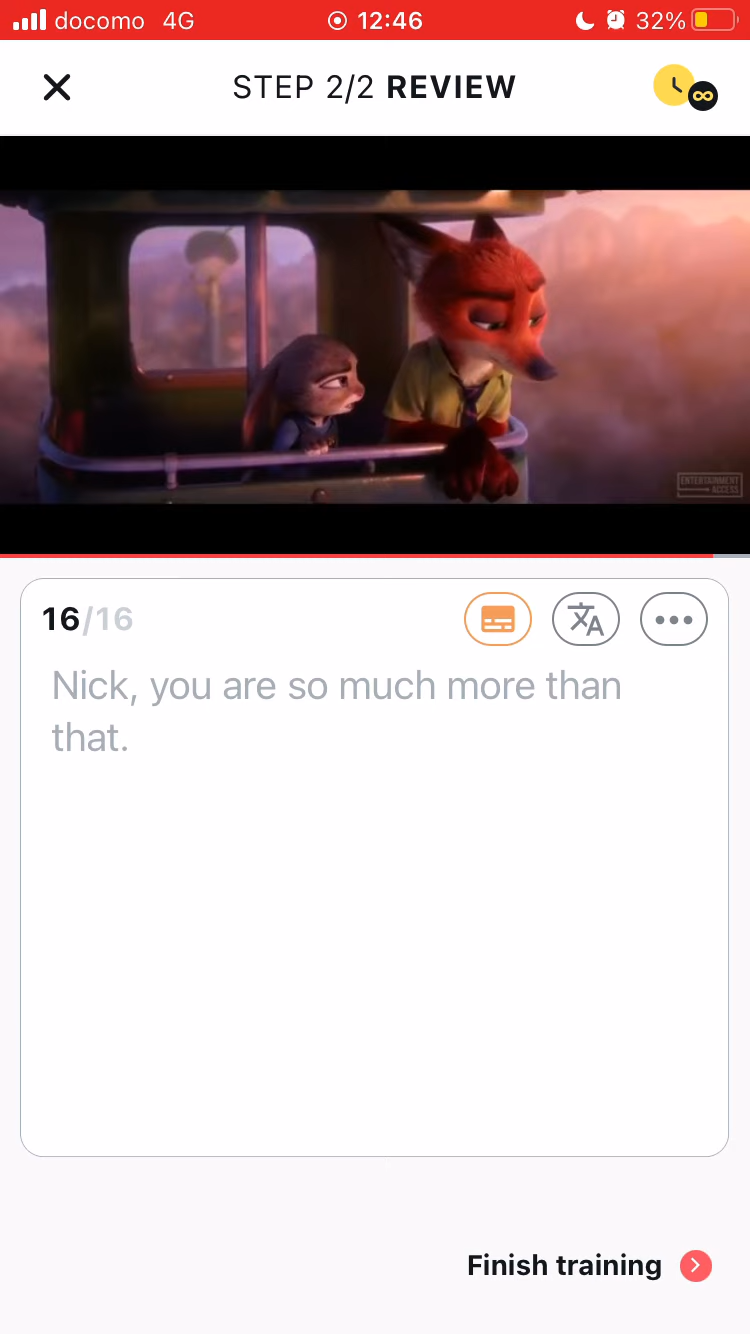 docomo 4G 12:46 32%
STEP 2/2 REVIEW
ENTERTAINMENT
ACCESS
16/16
Nick, you are so much more than
that.
Finish training